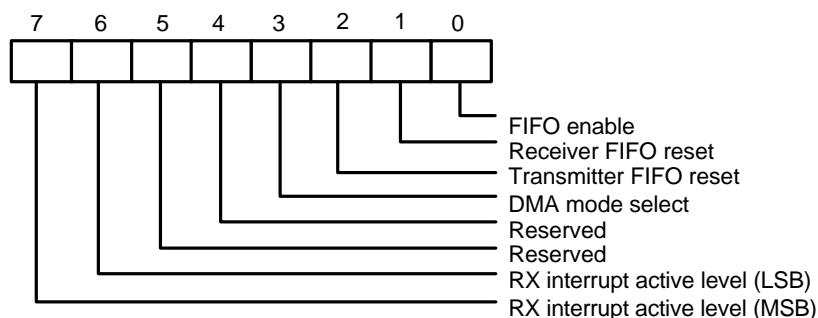 7 6 5 4 3 2 1 0
FIFO enable
Receiver FIFO reset
Transmitter FIFO reset
DMA mode select
Reserved
Reserved
RX interrupt active level (LSB)
RX interrupt active level (MSB)